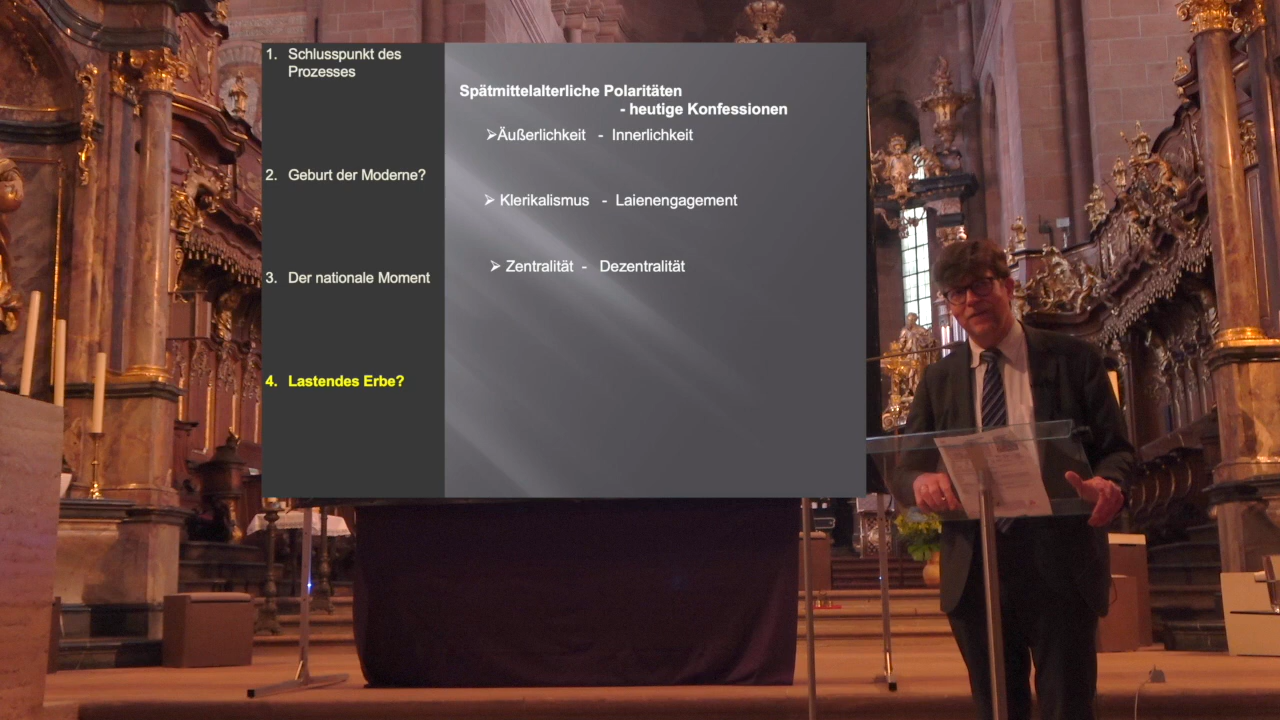 1. Schlusspunkt des
Prozesses
2. Geburt der Moderne?
3. Der nationale Moment
4. Lastendes Erbe?
Spätmittelalterliche Polaritäten
- heutige Konfessionen
➢Äußerlichkeit - Innerlichkeit
➢ Klerikalismus - Laienengagement
➢ Zentralität - Dezentralität